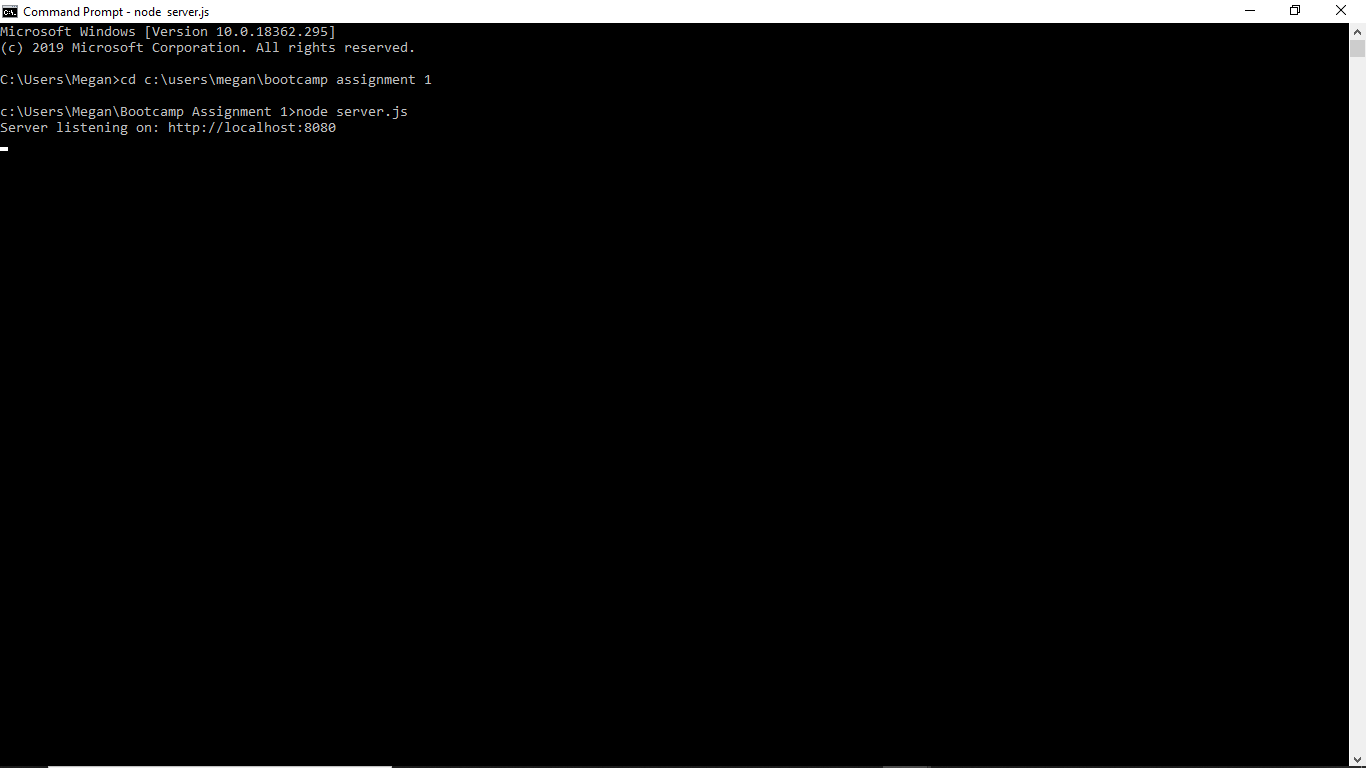 Command Prompt - node  server.js
Microsoft Windows [Version 10.0.18362.295]
(c) 2019 Microsoft Corporation. All rights reserved.
C:\Users\Megan>cd c:\users\megan\bootcamp assignment 1
c:\Users\Megan\Bootcamp Assignment 1>node server.js
Server listening on: http://localhost:8080